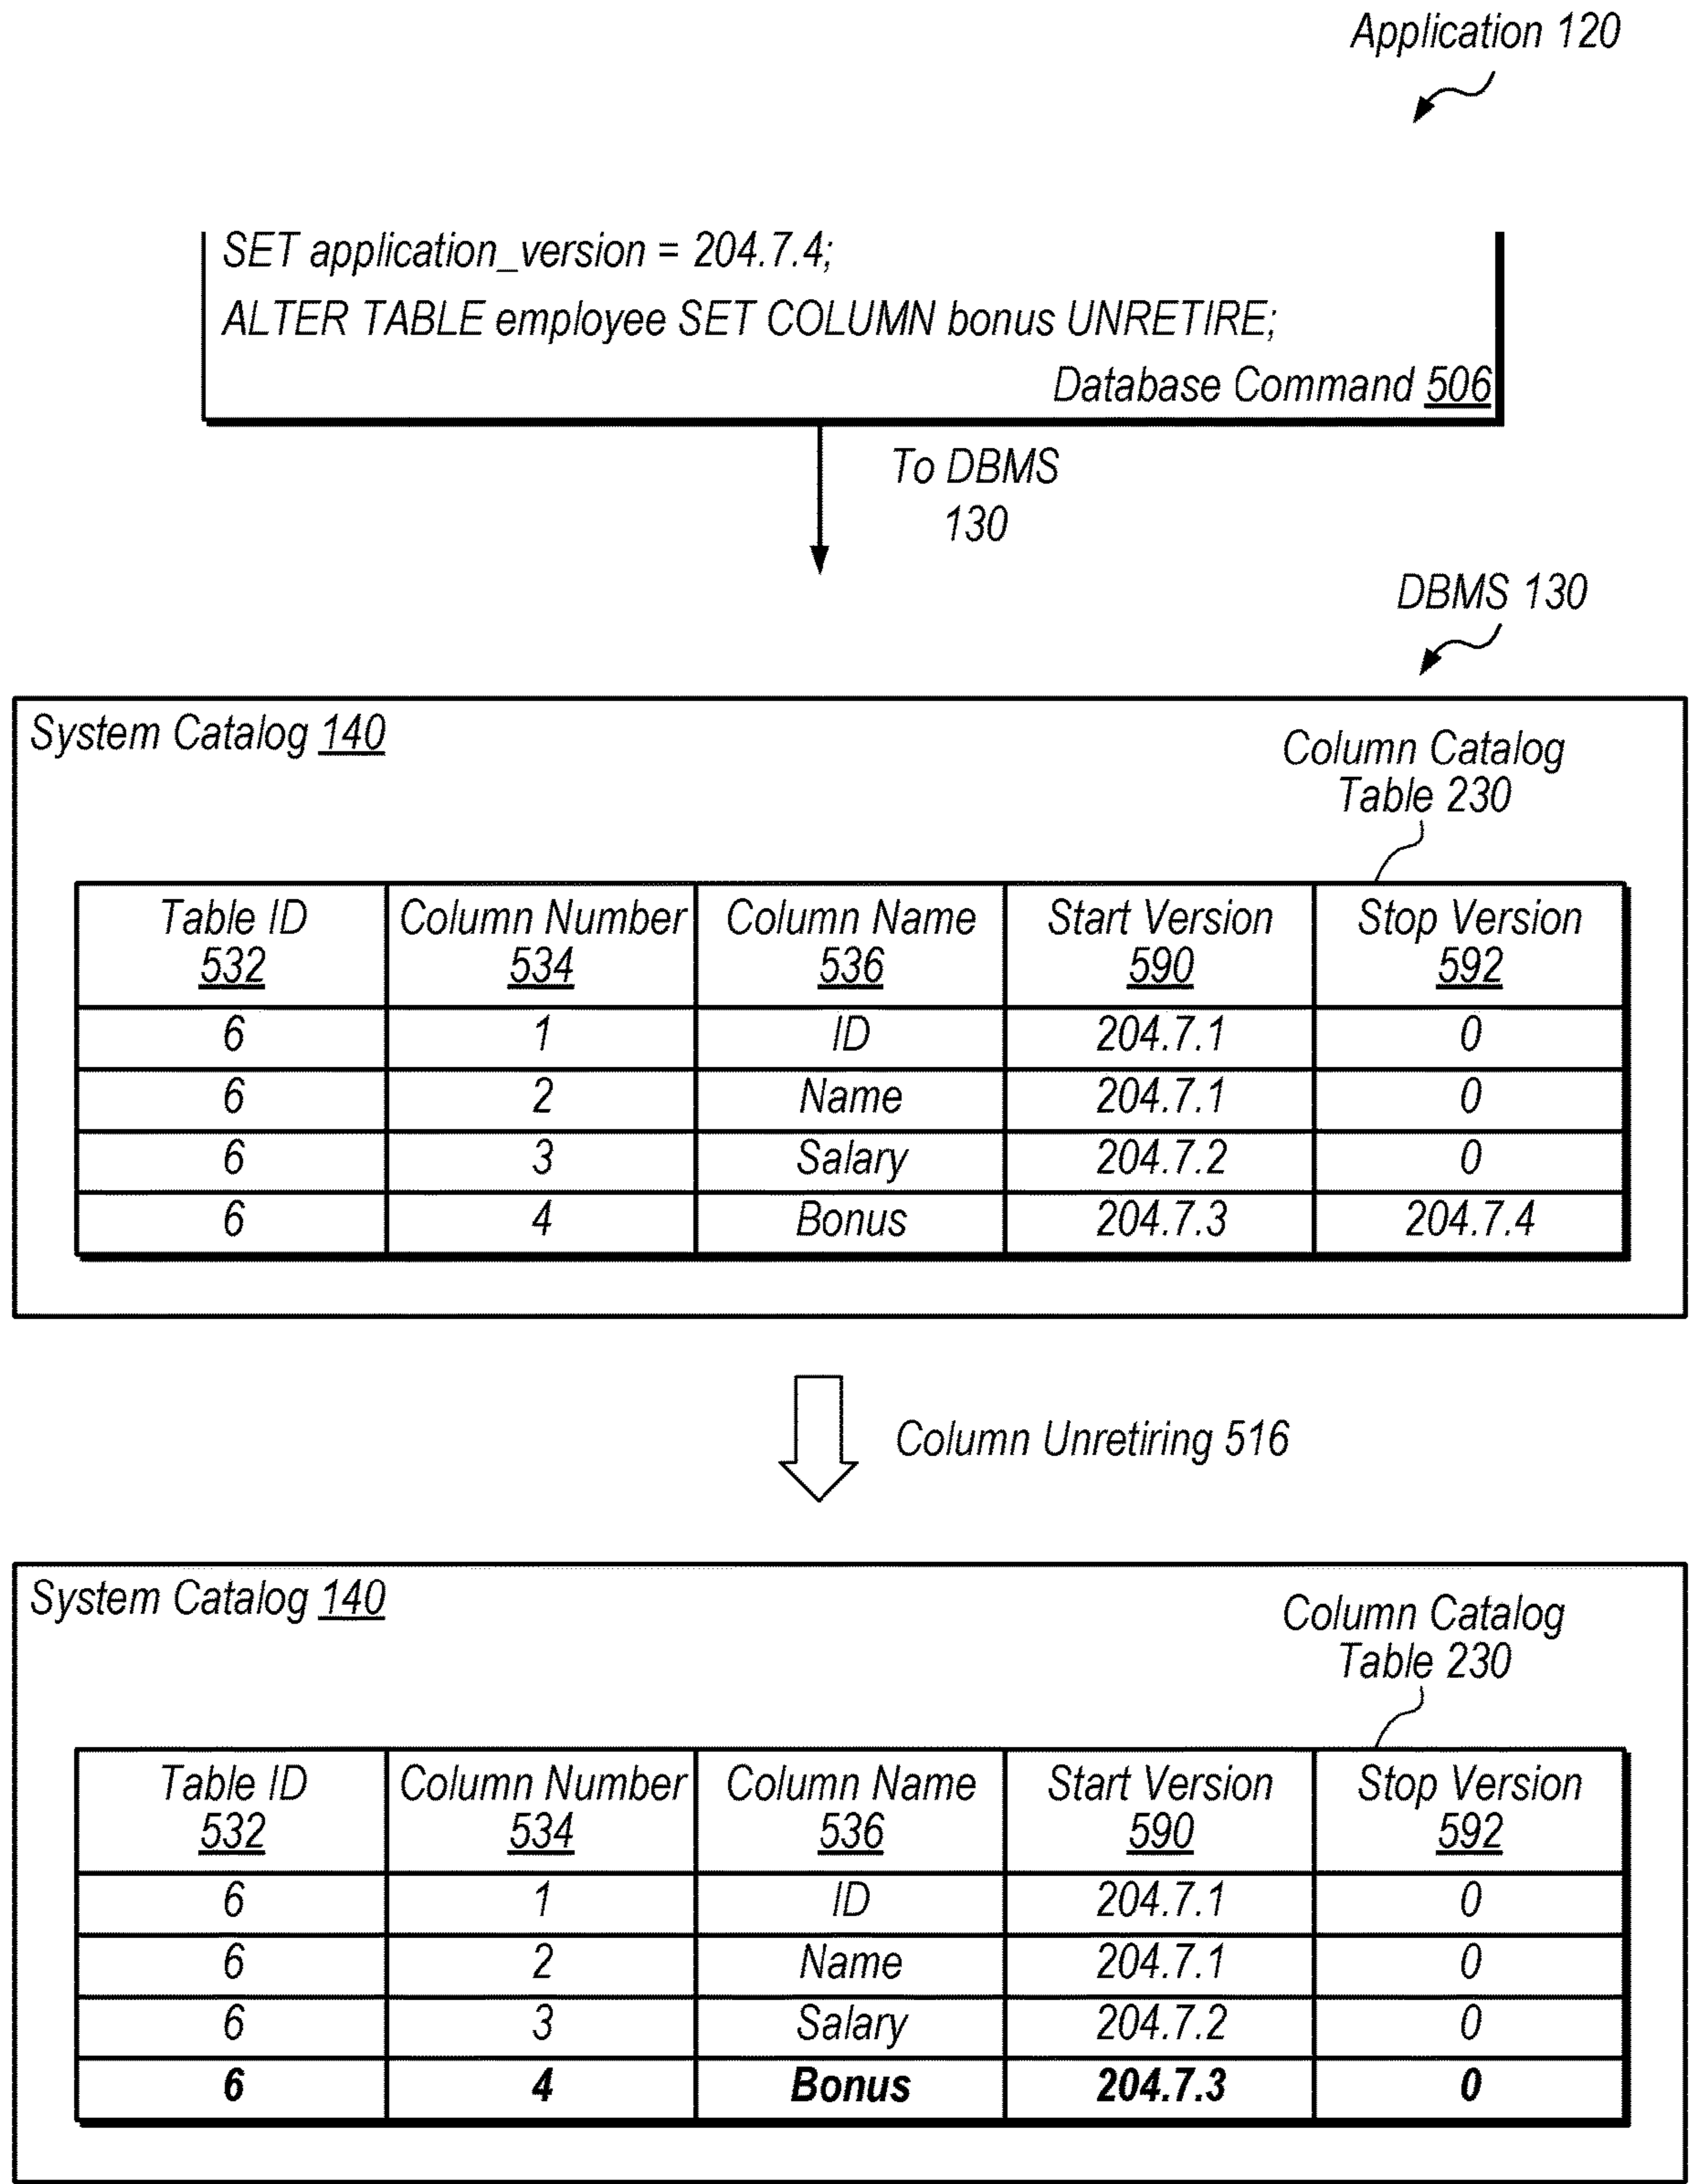 Application 120
SET application_version = 204.7.4;
ALTER TABLE employee SET COLUMN bonus UNRETIRE;
Database Command 506
To DBMS
130
DBMS 130
System Catalog 140
Column Catalog
Table 230
Table ID Column Number Column Name Start Version Stop Version
532 534 536 590 592
6 1 ID 204.7.1 0
6 2 Name 204.7.1 0
6 3 Salary 204.7.2 0
6 4 Bonus 204.7.3 204.7.4
Column Unretiring 516
System Catalog 140
Column Catalog
Table 230
Table ID Column Number Column Name Start Version Stop Version
532 534 536 590 592
6 1 ID 204.7.1 0
6 2 Name 204.7.1 0
6 3 Salary 204.7.2 0
6 4 Bonus 204.7.3 0